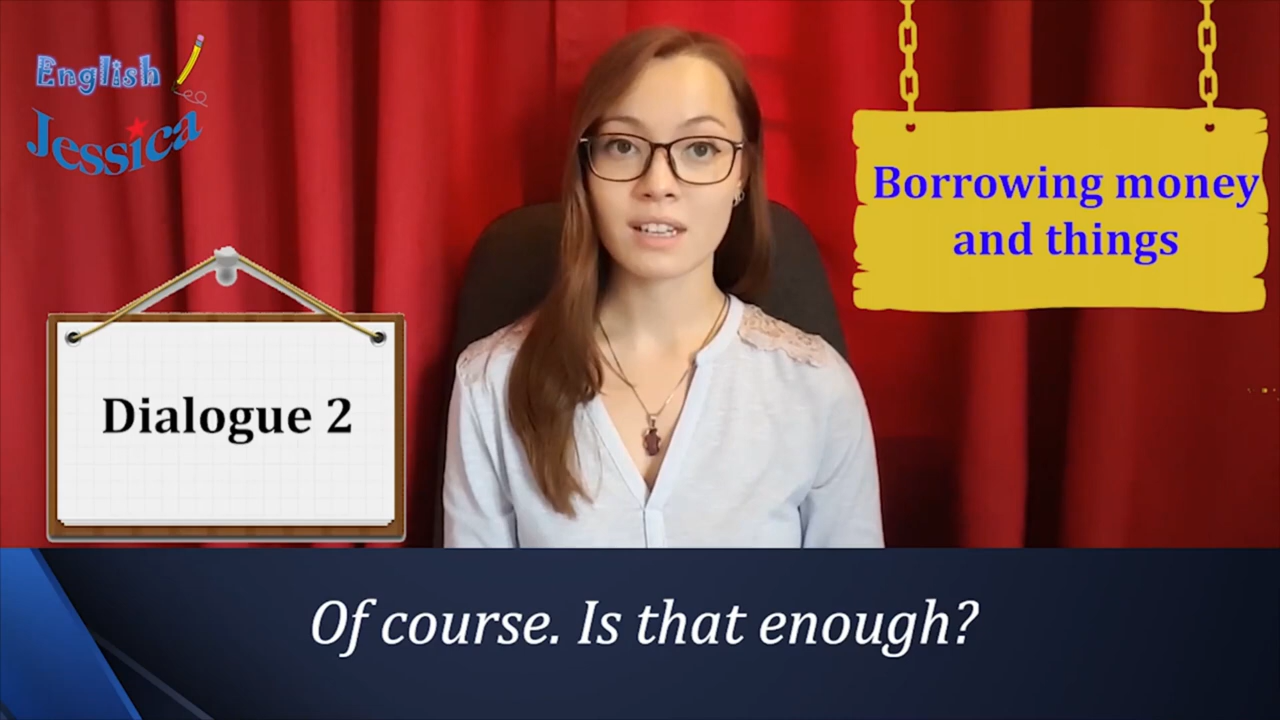 English
Jessica
Borrowing money
and things
Dialogue 2
Of course. Is that enough?